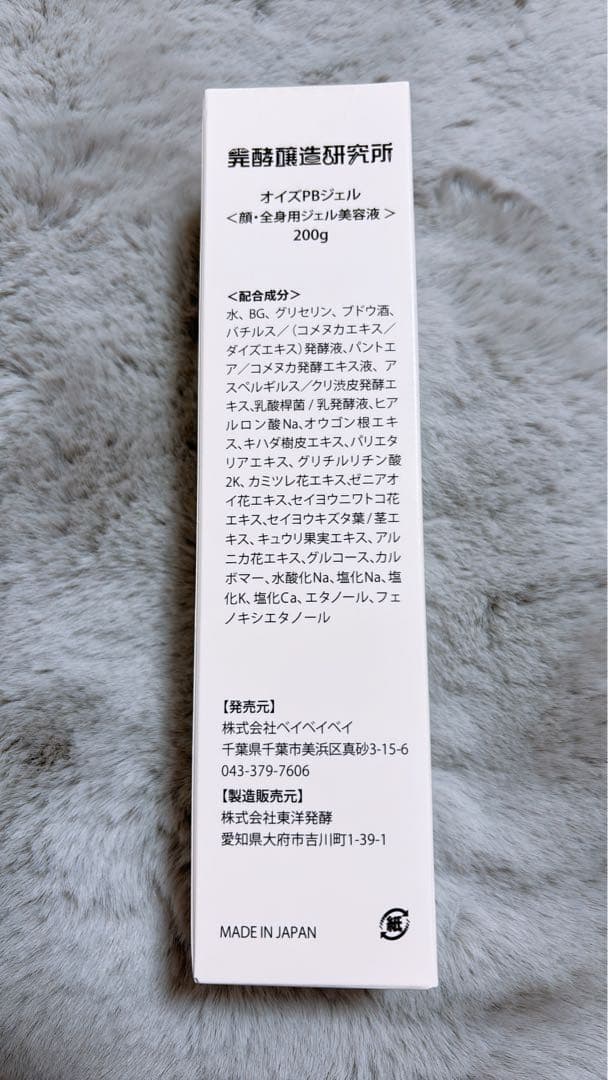 発酵醸造研究所
オイズPBジェル
＜顔・全身用ジェル美容液＞
200g
＜配合成分＞
水、BG、グリセリン、ブドウ酒、
バチルス／（コメヌカエキス／
ダイズエキス）発酵液、パントエ
ア／コメヌカ発酵エキス液、ア
スペルギルス／クリ渋皮発酵エ
キス、乳酸桿菌/乳発酵液、ヒア
ルロン酸Na、オウゴン根エキ
ス、キハダ樹皮エキス、パリエタ
リアエキス、グリチルリチン酸
2K、カミツレ花エキス、ゼニアオ
イ花エキス、セイヨウニワトコ花
エキス、セイヨウキズタ葉/茎エ
キス、キュウリ果実エキス、アル
ニカ花エキス、グルコース、カル
ボマー、水酸化Na、塩化Na、塩
化K、塩化Ca、エタノール、フェ
ノキシエタノール
【発売元】
株式会社ベイベイベイ
千葉県千葉市美浜区真砂3-15-6
043-379-7606
【製造販売元】
株式会社東洋発酵
愛知県大府市吉川町1-39-1
MADE IN JAPAN
紙